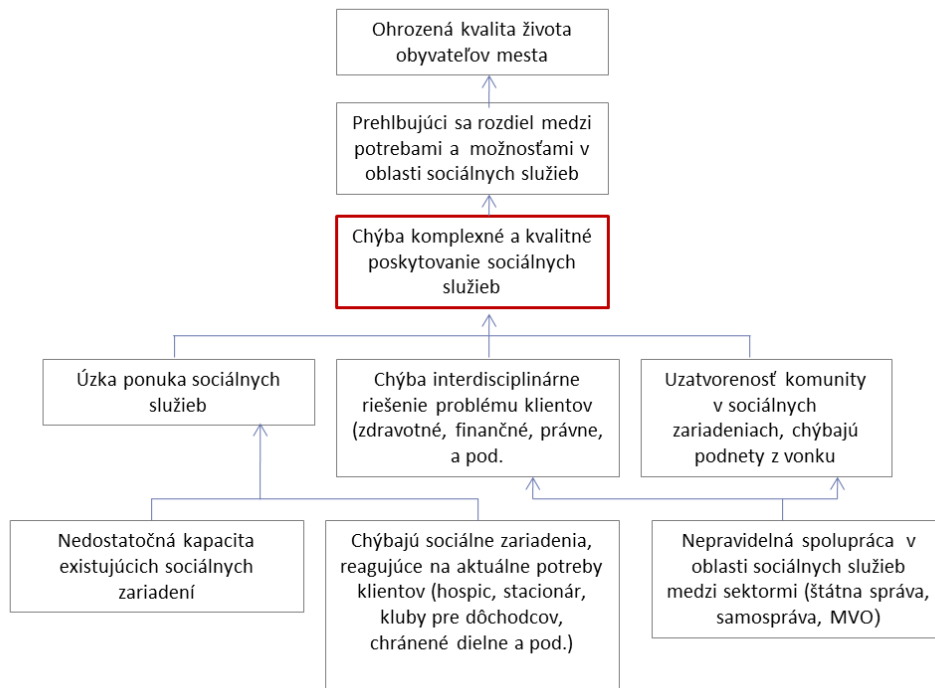 Ohrozená kvalita života
obyvateľov mesta
Prehlbujúci sa rozdiel medzi
potrebami a možnosťami v
oblasti sociálnych služieb
Chýba komplexné a kvalitné
poskytovanie sociálnych
služieb
Úzka ponuka sociálnych
služieb
Chýba interdisciplinárne
riešenie problému klientov
(zdravotné, finančné, právne,
a pod.
Uzatvorenosť komunity
v sociálnych
zariadeniach, chýbajú
podnety z vonku
Nedostatočná kapacita
existujúcich sociálnych
zariadení
Chýbajú sociálne zariadenia,
reagujúce na aktuálne potreby
klientov (hospic, stacionár,
kluby pre dôchodcov,
chránené dielne a pod.)
Nepravidelná spolupráca v
oblasti sociálnych služieb
medzi sektormi (štátna správa,
samospráva, MVO)